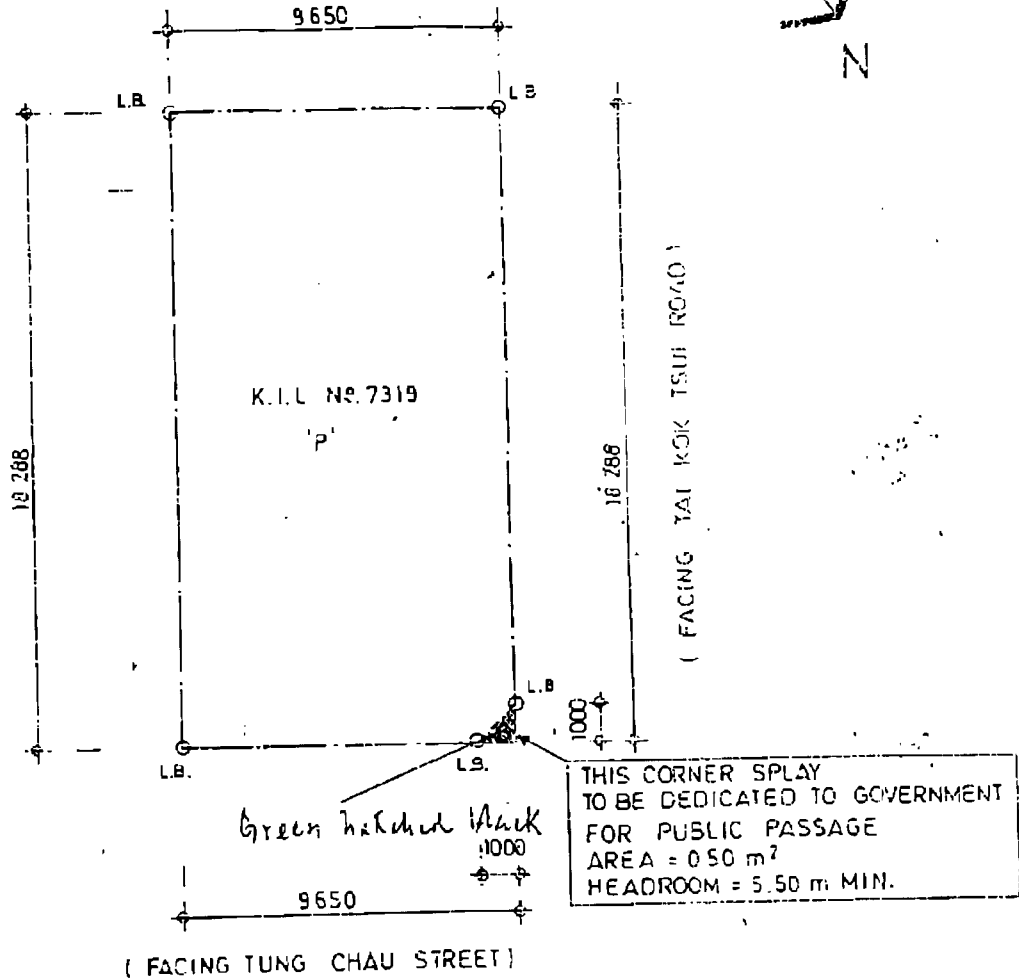 9650
N
L.B.
L.B
18 288
K.I.L No. 7319
'P'
18 288
( FACING TAI KOK TSUI ROAD )
L.B
1000
L.B.
L.B.
THIS CORNER SPLAY
TO BE DEDICATED TO GOVERNMENT
FOR PUBLIC PASSAGE
AREA = 0.50 m²
HEADROOM = 5.50 m MIN.
Green hatched black
1000
9650
( FACING TUNG CHAU STREET )